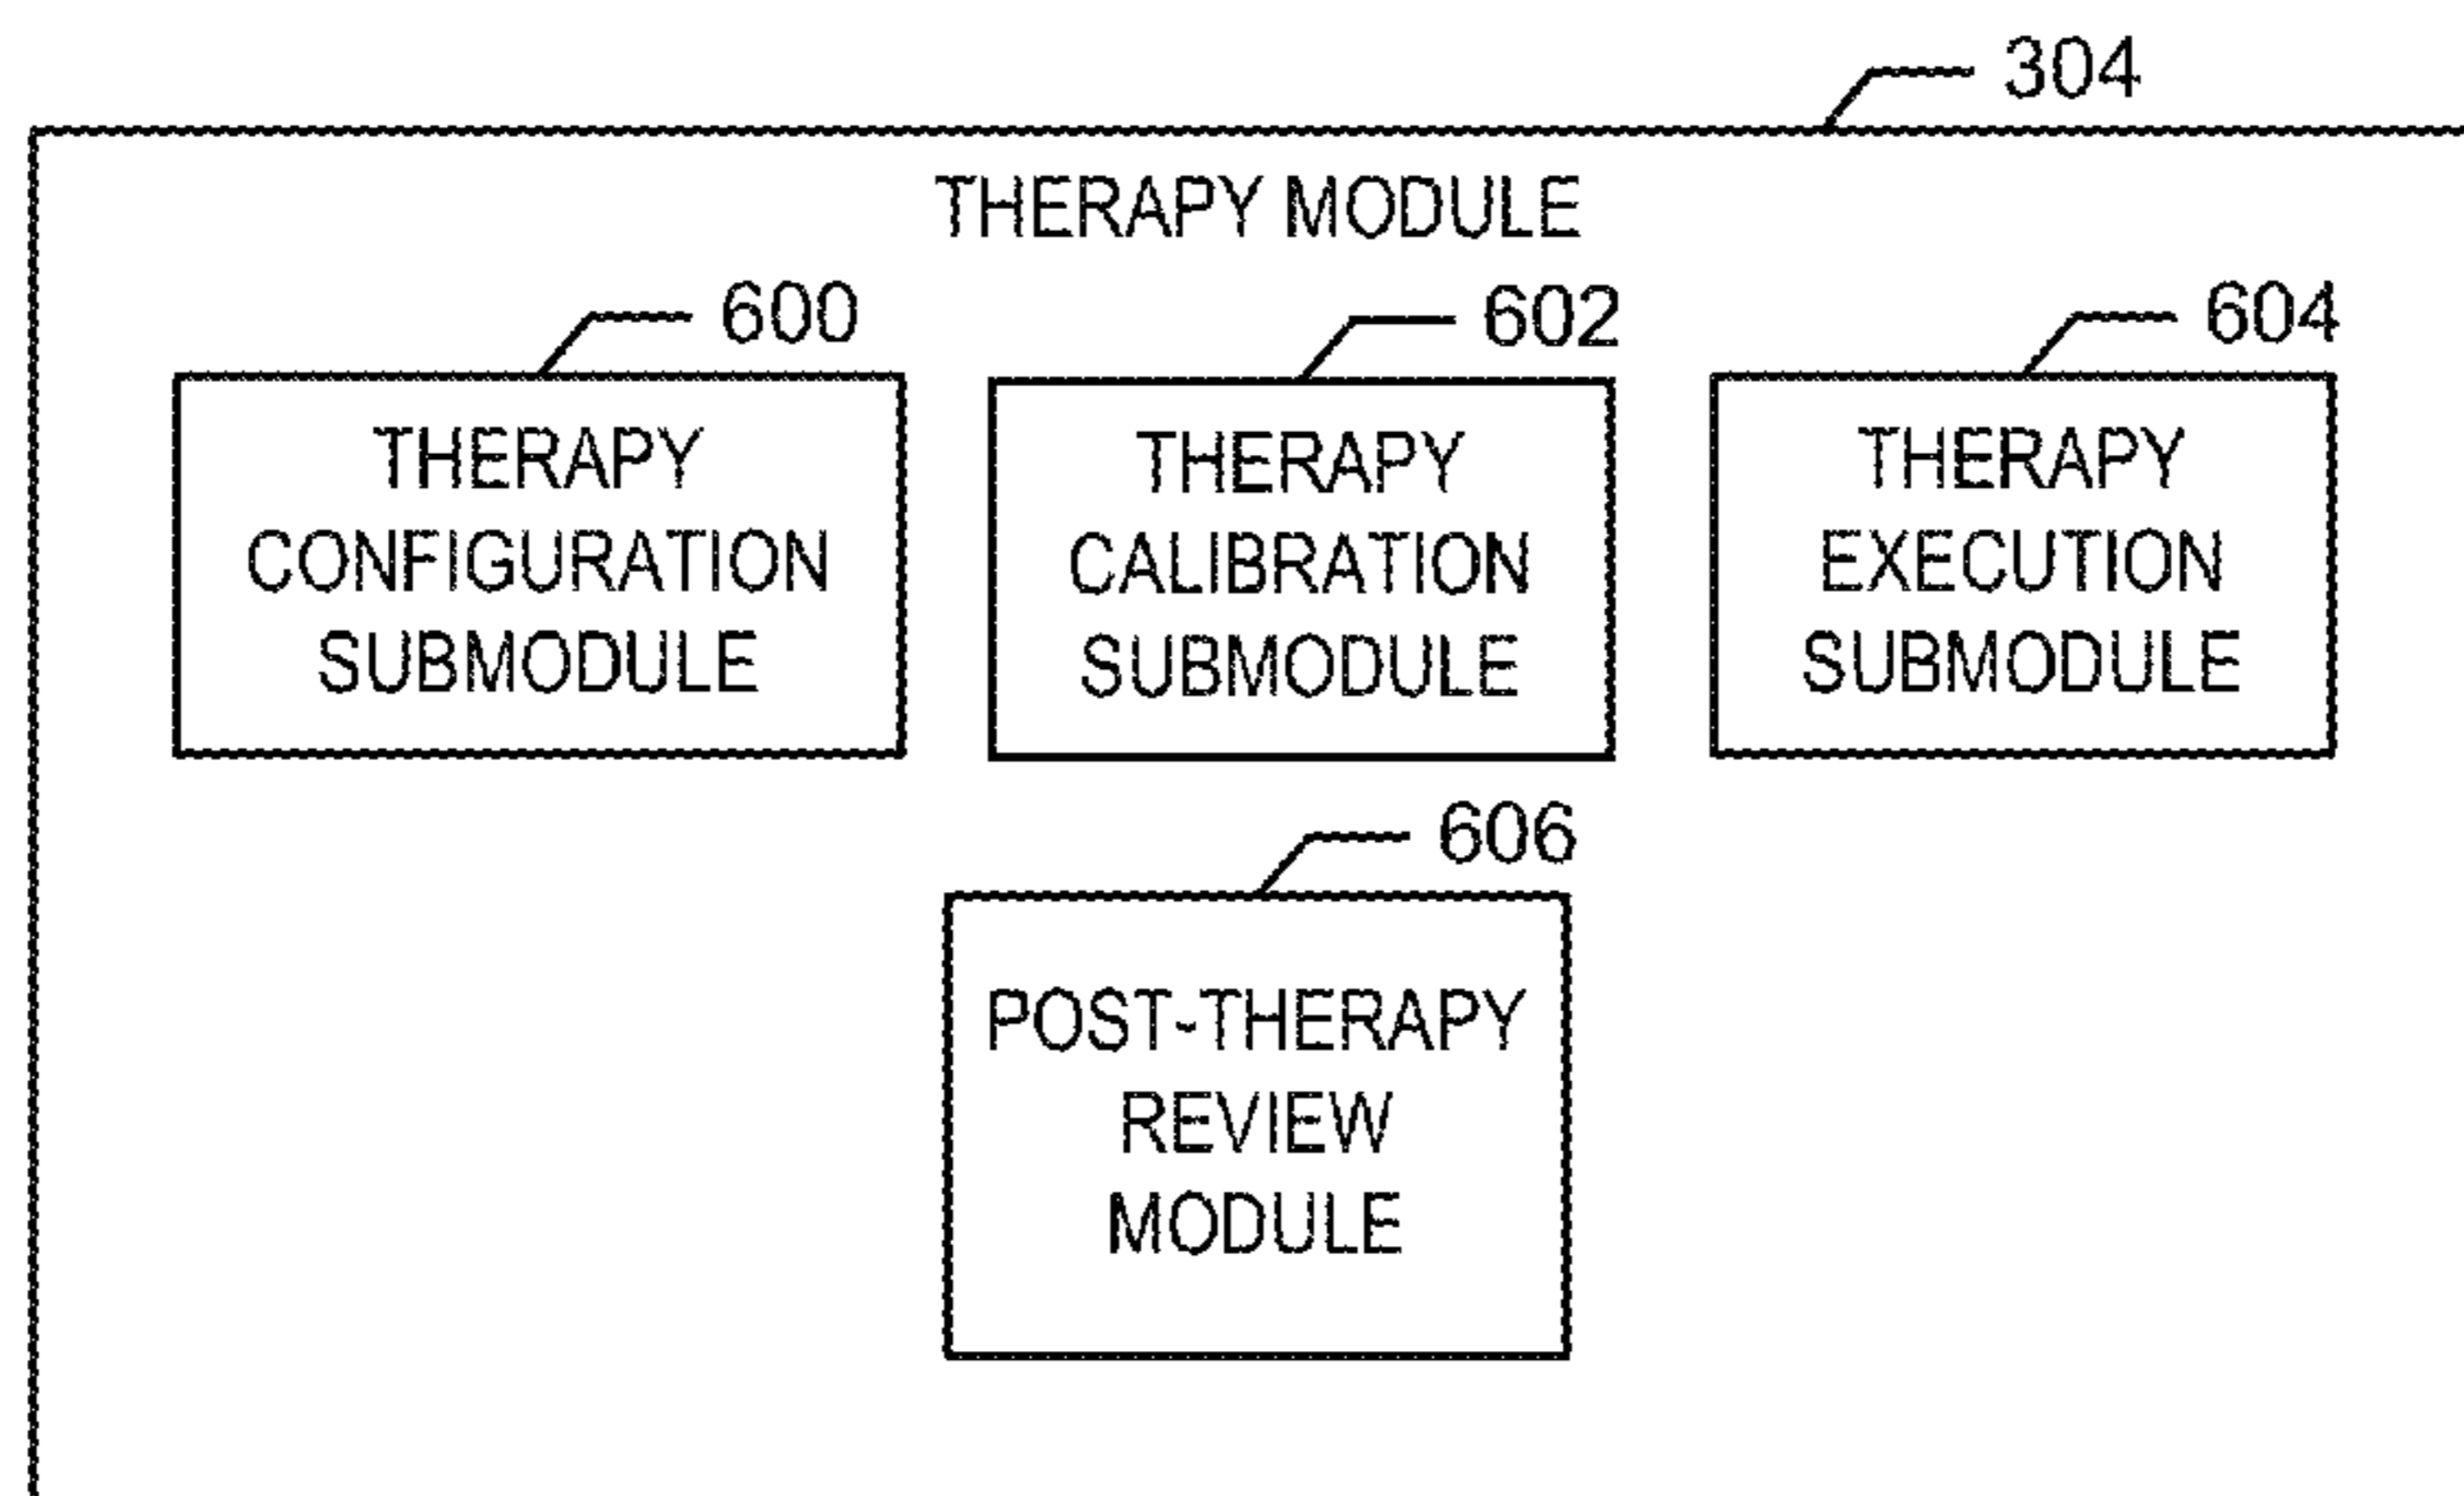 304
THERAPY MODULE
600
602
604
THERAPY
CONFIGURATION
SUBMODULE
THERAPY
CALIBRATION
SUBMODULE
THERAPY
EXECUTION
SUBMODULE
606
POST-THERAPY
REVIEW
MODULE